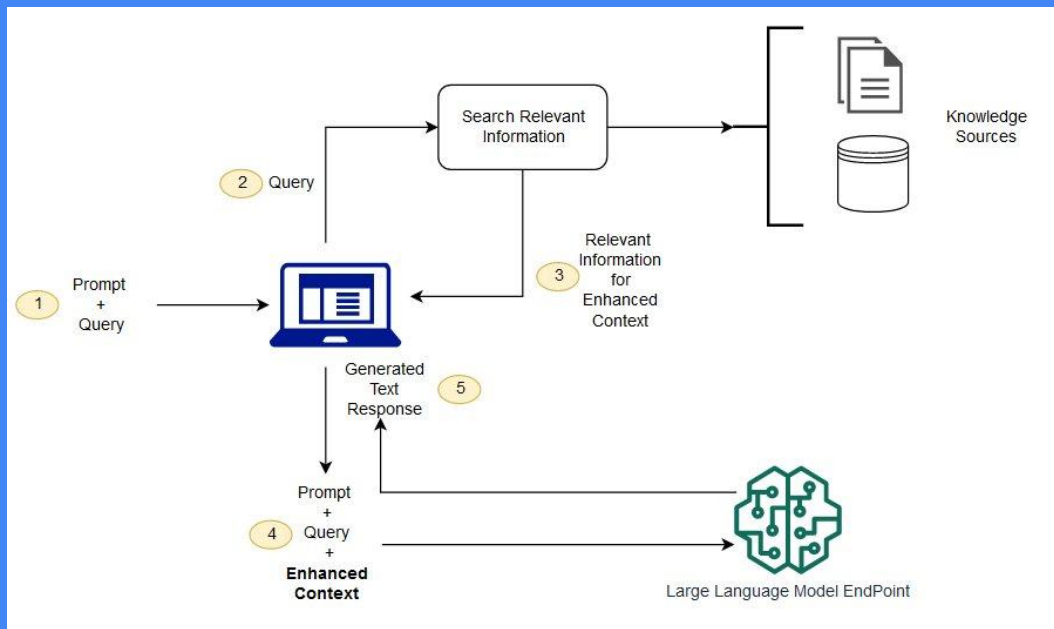 Search Relevant
Information
Knowledge
Sources
2
Query
Relevant
Information
for
Enhanced
Context
3
1
Prompt
+
Query
Generated
Text
Response
5
Prompt
+
Query
+
Enhanced
Context
4
Large Language Model EndPoint